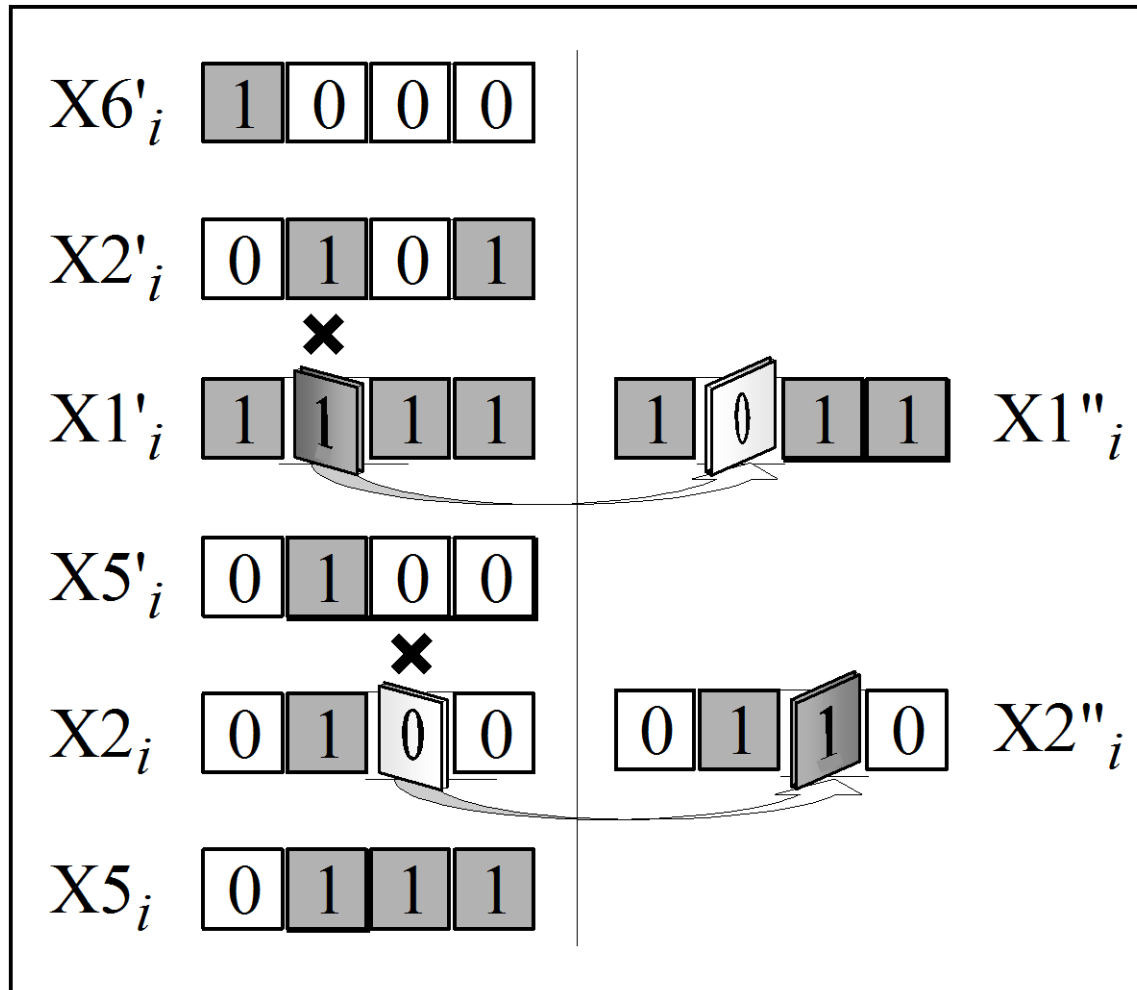 X6'i 1 0 0 0
X2'i 0 1 0 1
X1'i 1 1 1 1 1 0 1 1 X1"i
X5'i 0 1 0 0
X2i 0 1 0 0 0 1 1 0 X2"i
X5i 0 1 1 1